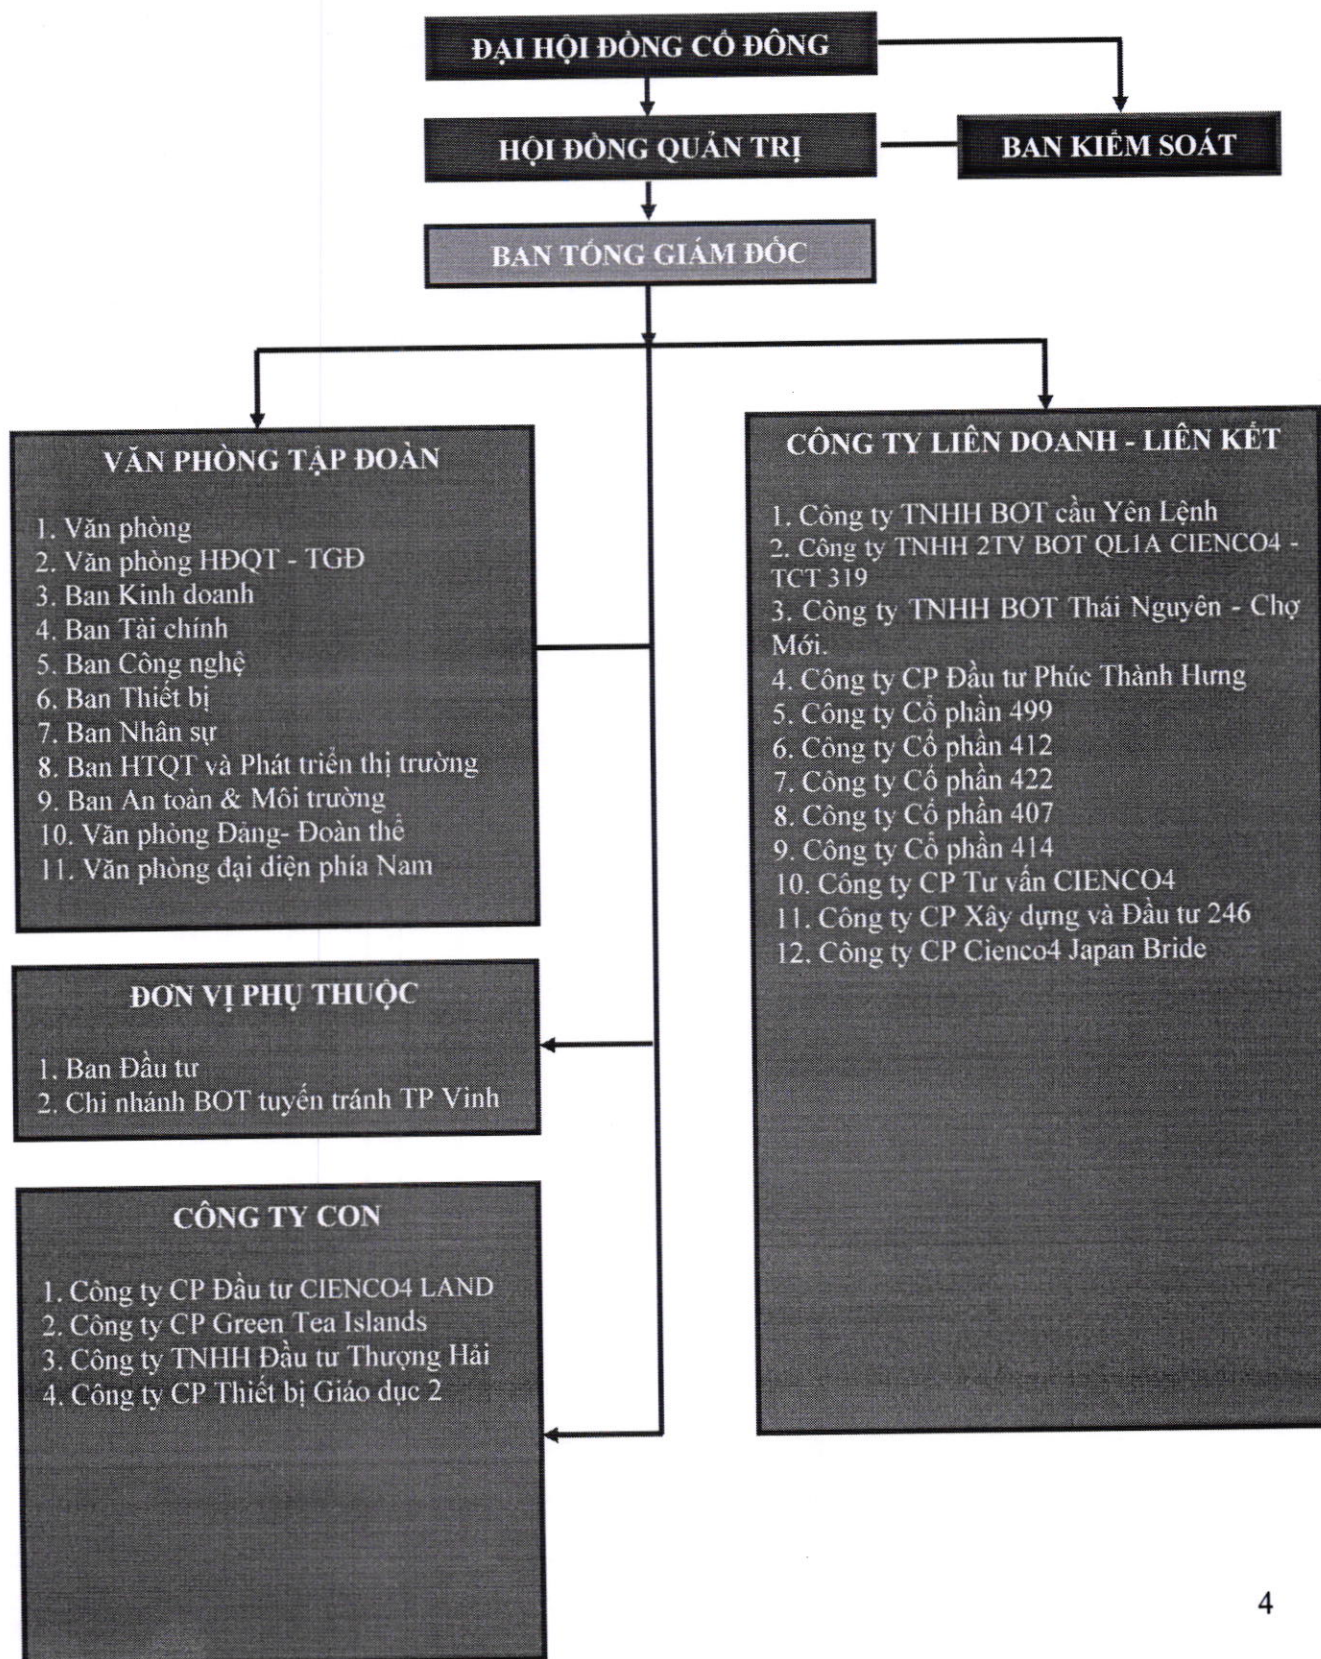 ĐẠI HỘI ĐỒNG CỔ ĐÔNG
HỘI ĐỒNG QUẢN TRỊ
BAN KIỂM SOÁT
BAN TỔNG GIÁM ĐỐC
VĂN PHÒNG TẬP ĐOÀN
1. Văn phòng
2. Văn phòng HĐQT - TGĐ
3. Ban Kinh doanh
4. Ban Tài chính
5. Ban Công nghệ
6. Ban Thiết bị
7. Ban Nhân sự
8. Ban HTQT và Phát triển thị trường
9. Ban An toàn & Môi trường
10. Văn phòng Đảng- Đoàn thể
11. Văn phòng đại diện phía Nam
ĐƠN VỊ PHỤ THUỘC
1. Ban Đầu tư
2. Chi nhánh BOT tuyến tránh TP Vinh
CÔNG TY CON
1. Công ty CP Đầu tư CIENCO4 LAND
2. Công ty CP Green Tea Islands
3. Công ty TNHH Đầu tư Thượng Hải
4. Công ty CP Thiết bị Giáo dục 2
CÔNG TY LIÊN DOANH - LIÊN KẾT
1. Công ty TNHH BOT cầu Yên Lệnh
2. Công ty TNHH 2TV BOT QL1A CIENCO4 -
TCT 319
3. Công ty TNHH BOT Thái Nguyên - Chợ
Mới.
4. Công ty CP Đầu tư Phúc Thành Hưng
5. Công ty Cổ phần 499
6. Công ty Cổ phần 412
7. Công ty Cổ phần 422
8. Công ty Cổ phần 407
9. Công ty Cổ phần 414
10. Công ty CP Tư vấn CIENCO4
11. Công ty CP Xây dựng và Đầu tư 246
12. Công ty CP Cienco4 Japan Bride
4